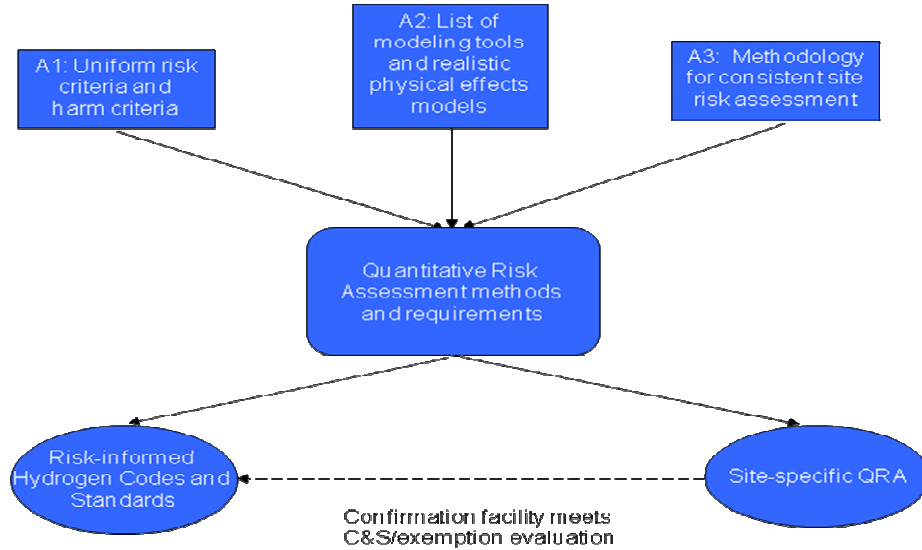 A1: Uniform risk
criteria and
harm criteria
A2: List of
modeling tools
and realistic
physical effects
models
A3: Methodology
for consistent site
risk assessment
Quantitative Risk
Assessment methods
and requirements
Risk-informed
Hydrogen Codes and
Standards
Site-specific QRA
Confirmation facility meets
C&S/exemption evaluation